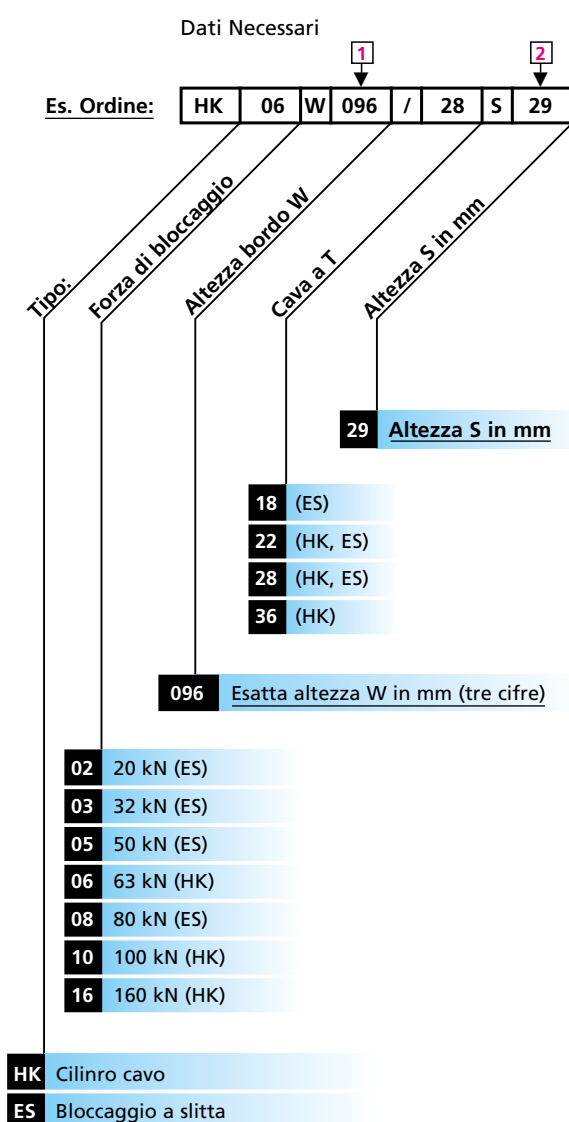 Dati Necessari
1 2
Es. Ordine: HK 06 W 096 / 28 S 29
Tipo:
Forza di bloccaggio
Altezza bordo W
Cava a T
Altezza S in mm
29 Altezza S in mm
18 (ES)
22 (HK, ES)
28 (HK, ES)
36 (HK)
096 Esatta altezza W in mm (tre cifre)
02 20 kN (ES)
03 32 kN (ES)
05 50 kN (ES)
06 63 kN (HK)
08 80 kN (ES)
10 100 kN (HK)
16 160 kN (HK)
HK Cilinro cavo
ES Bloccaggio a slitta